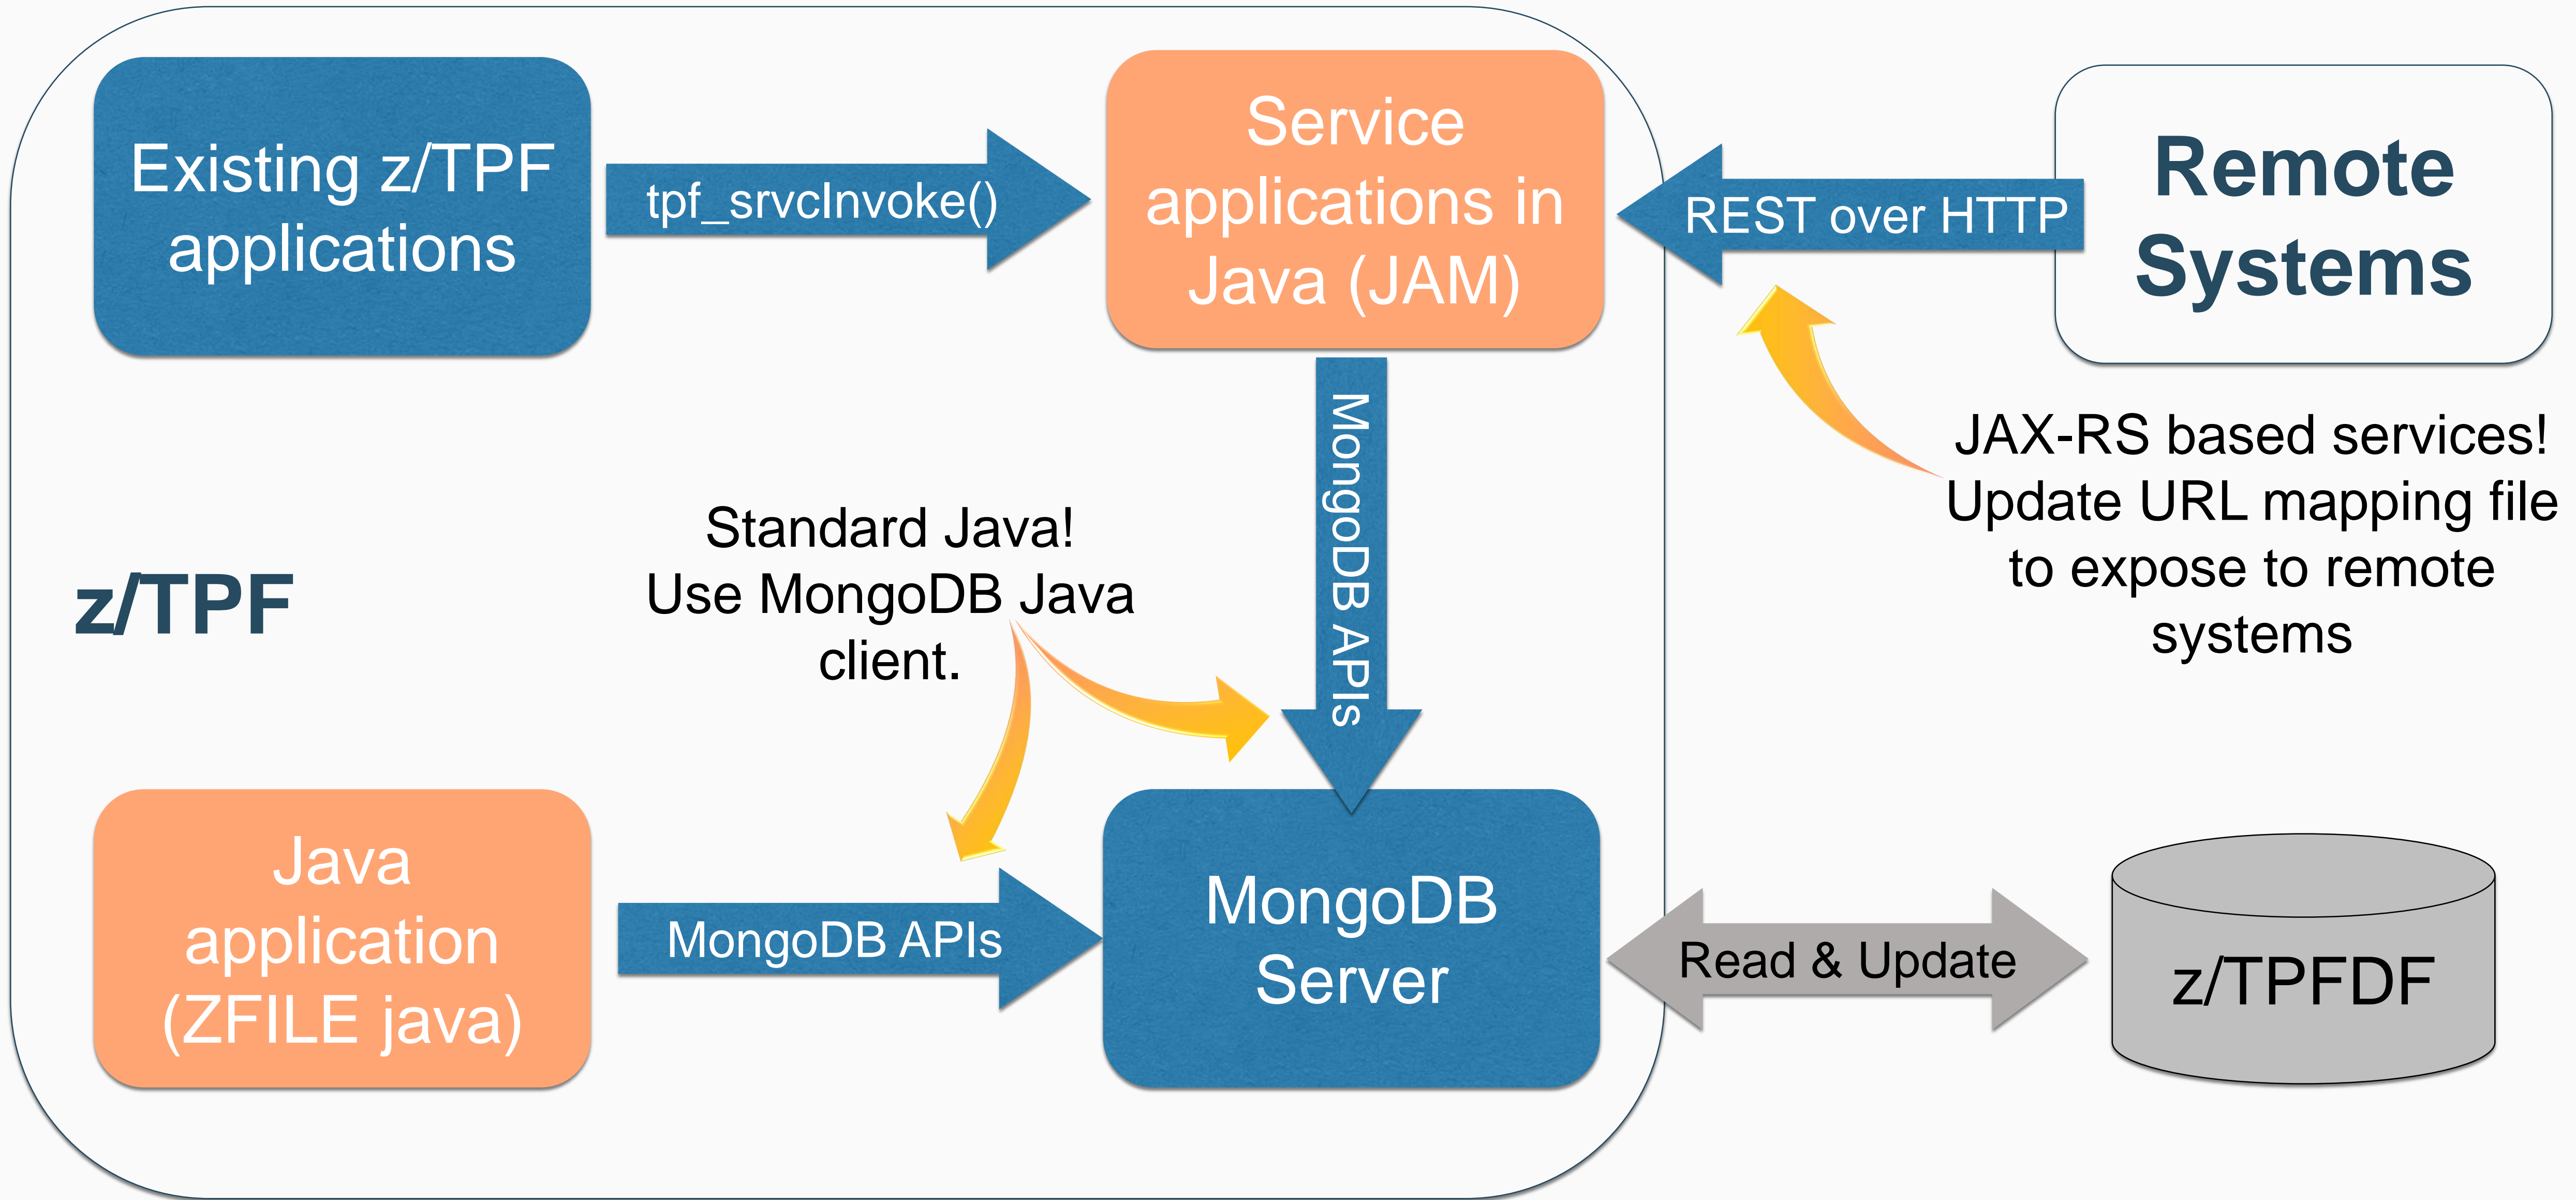 Existing z/TPF
applications
tpf_srvcInvoke()
Service
applications in
Java (JAM)
REST over HTTP
Remote
Systems
MongoDB APIs
JAX-RS based services!
Update URL mapping file
to expose to remote
systems
Standard Java!
Use MongoDB Java
client.
z/TPF
Java
application
(ZFILE java)
MongoDB APIs
MongoDB
Server
Read & Update
z/TPFDF